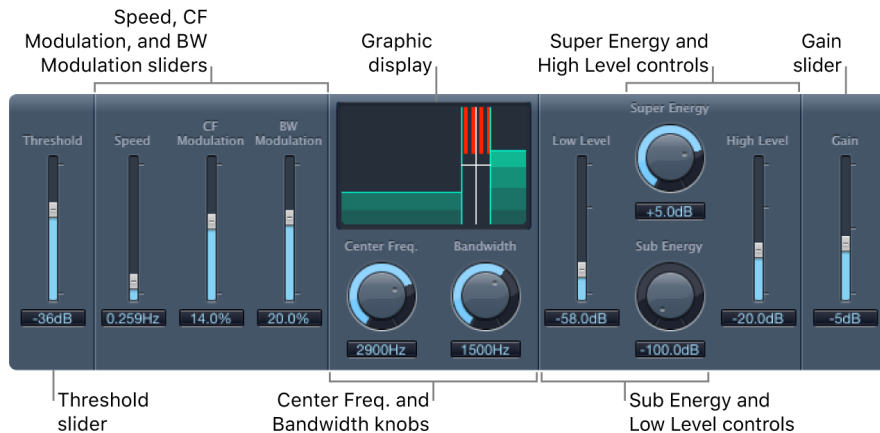 Speed, CF
Modulation, and BW
Modulation sliders
Graphic
display
Super Energy and
High Level controls
Gain
slider
Threshold
Speed
CF
Modulation
BW
Modulation
Low Level
Super Energy
High Level
Gain
+5.0dB
Center Freq.
Bandwidth
Sub Energy
-36dB
0.259Hz
14.0%
20.0%
2900Hz
1500Hz
-58.0dB
-100.0dB
-20.0dB
-5dB
Threshold
slider
Center Freq. and
Bandwidth knobs
Sub Energy and
Low Level controls